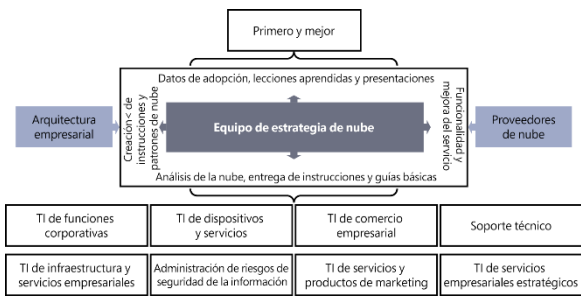 Primero y mejor
Datos de adopción, lecciones aprendidas y presentaciones
Arquitectura
empresarial
Creación< de
instrucciones y
patrones de nube
Equipo de estrategia de nube
Funcionalidad y
mejora del servicio
Proveedores
de nube
Análisis de la nube, entrega de instrucciones y guías básicas
TI de funciones
corporativas
TI de dispositivos
y servicios
TI de comercio
empresarial
Soporte técnico
TI de infraestructura y
servicios empresariales
Administración de riesgos de
seguridad de la información
TI de servicios y
productos de marketing
TI de servicios
empresariales estratégicos